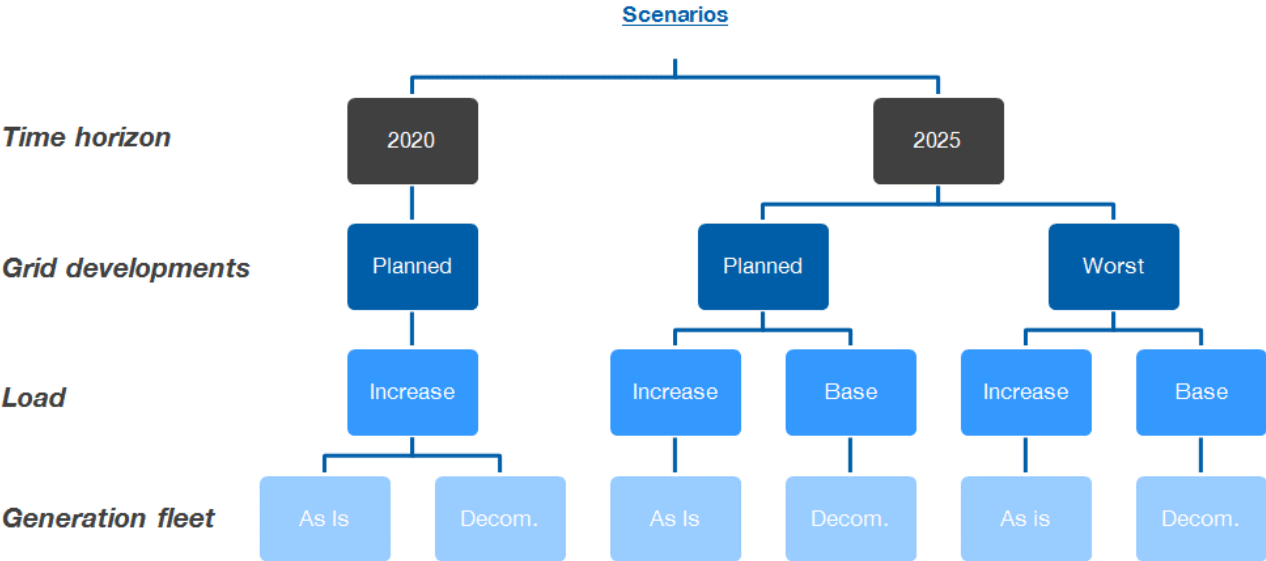 Scenarios
Time horizon
2020
2025
Grid developments
Planned
Planned
Worst
Load
Increase
Increase
Base
Increase
Base
Generation fleet
As Is
Decom.
As Is
Decom.
As is
Decom.